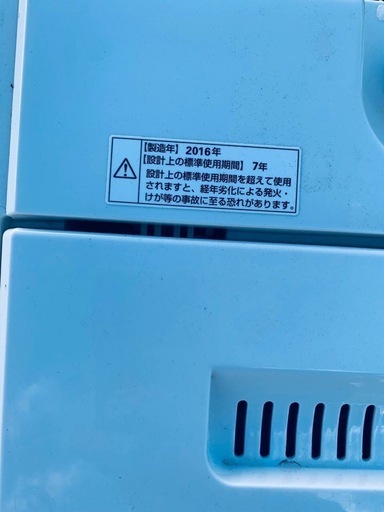 【製造年】2016年
【設計上の標準使用期間】 7年
設計上の標準使用期間を超えて使用
されますと、経年劣化による発火・
けが等の事故に至る恐れがあります。